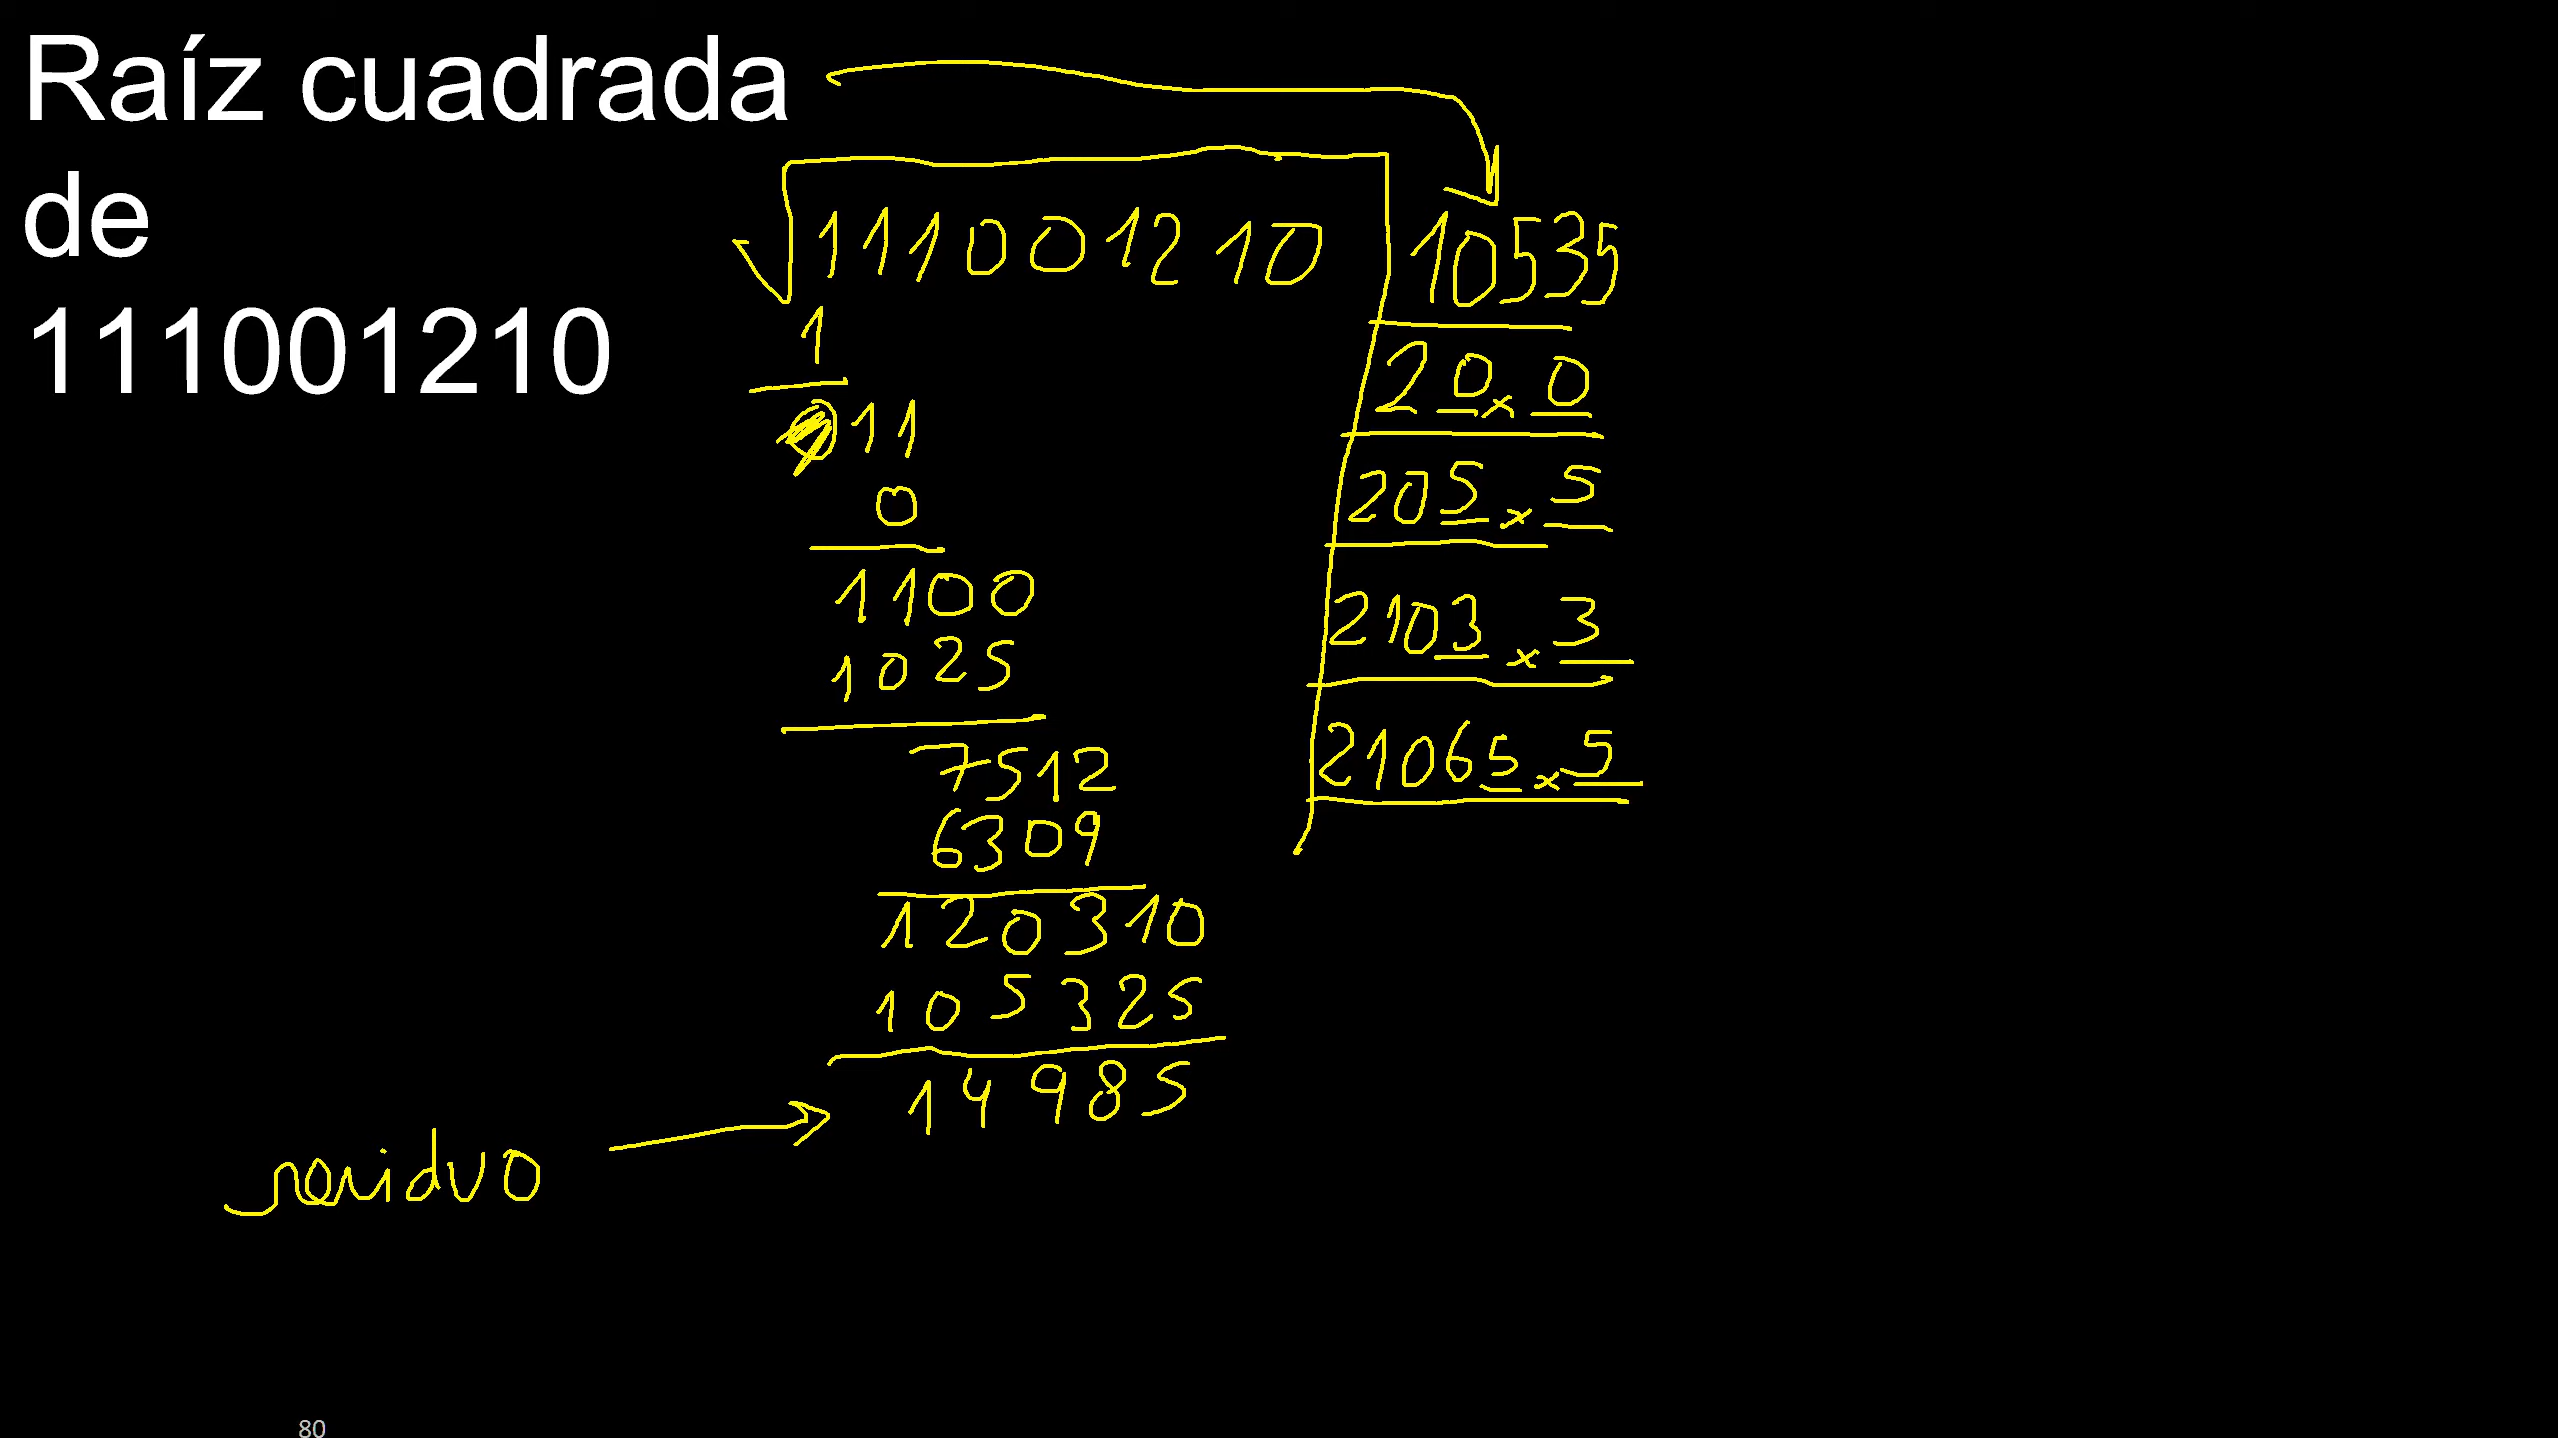 Raíz cuadrada
de
111001210
√111001210 10535
1
011
0
1100
1025
7512
6309
120310
105325
14985
20 x 0
205 x 5
2103 x 3
21065 x 5
residuo
80